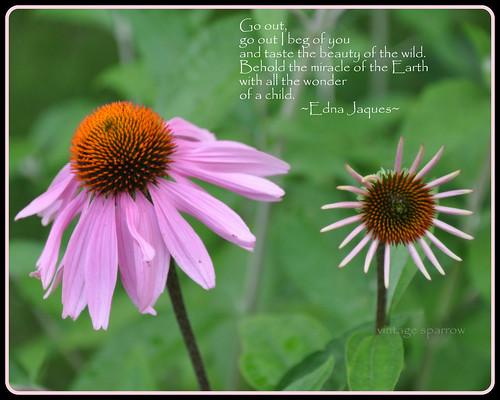 Go out,
go out I beg of you
and taste the beauty of the wild.
Behold the miracle of the Earth
with all the wonder
of a child.
~Edna Jaques~
vintage sparrow